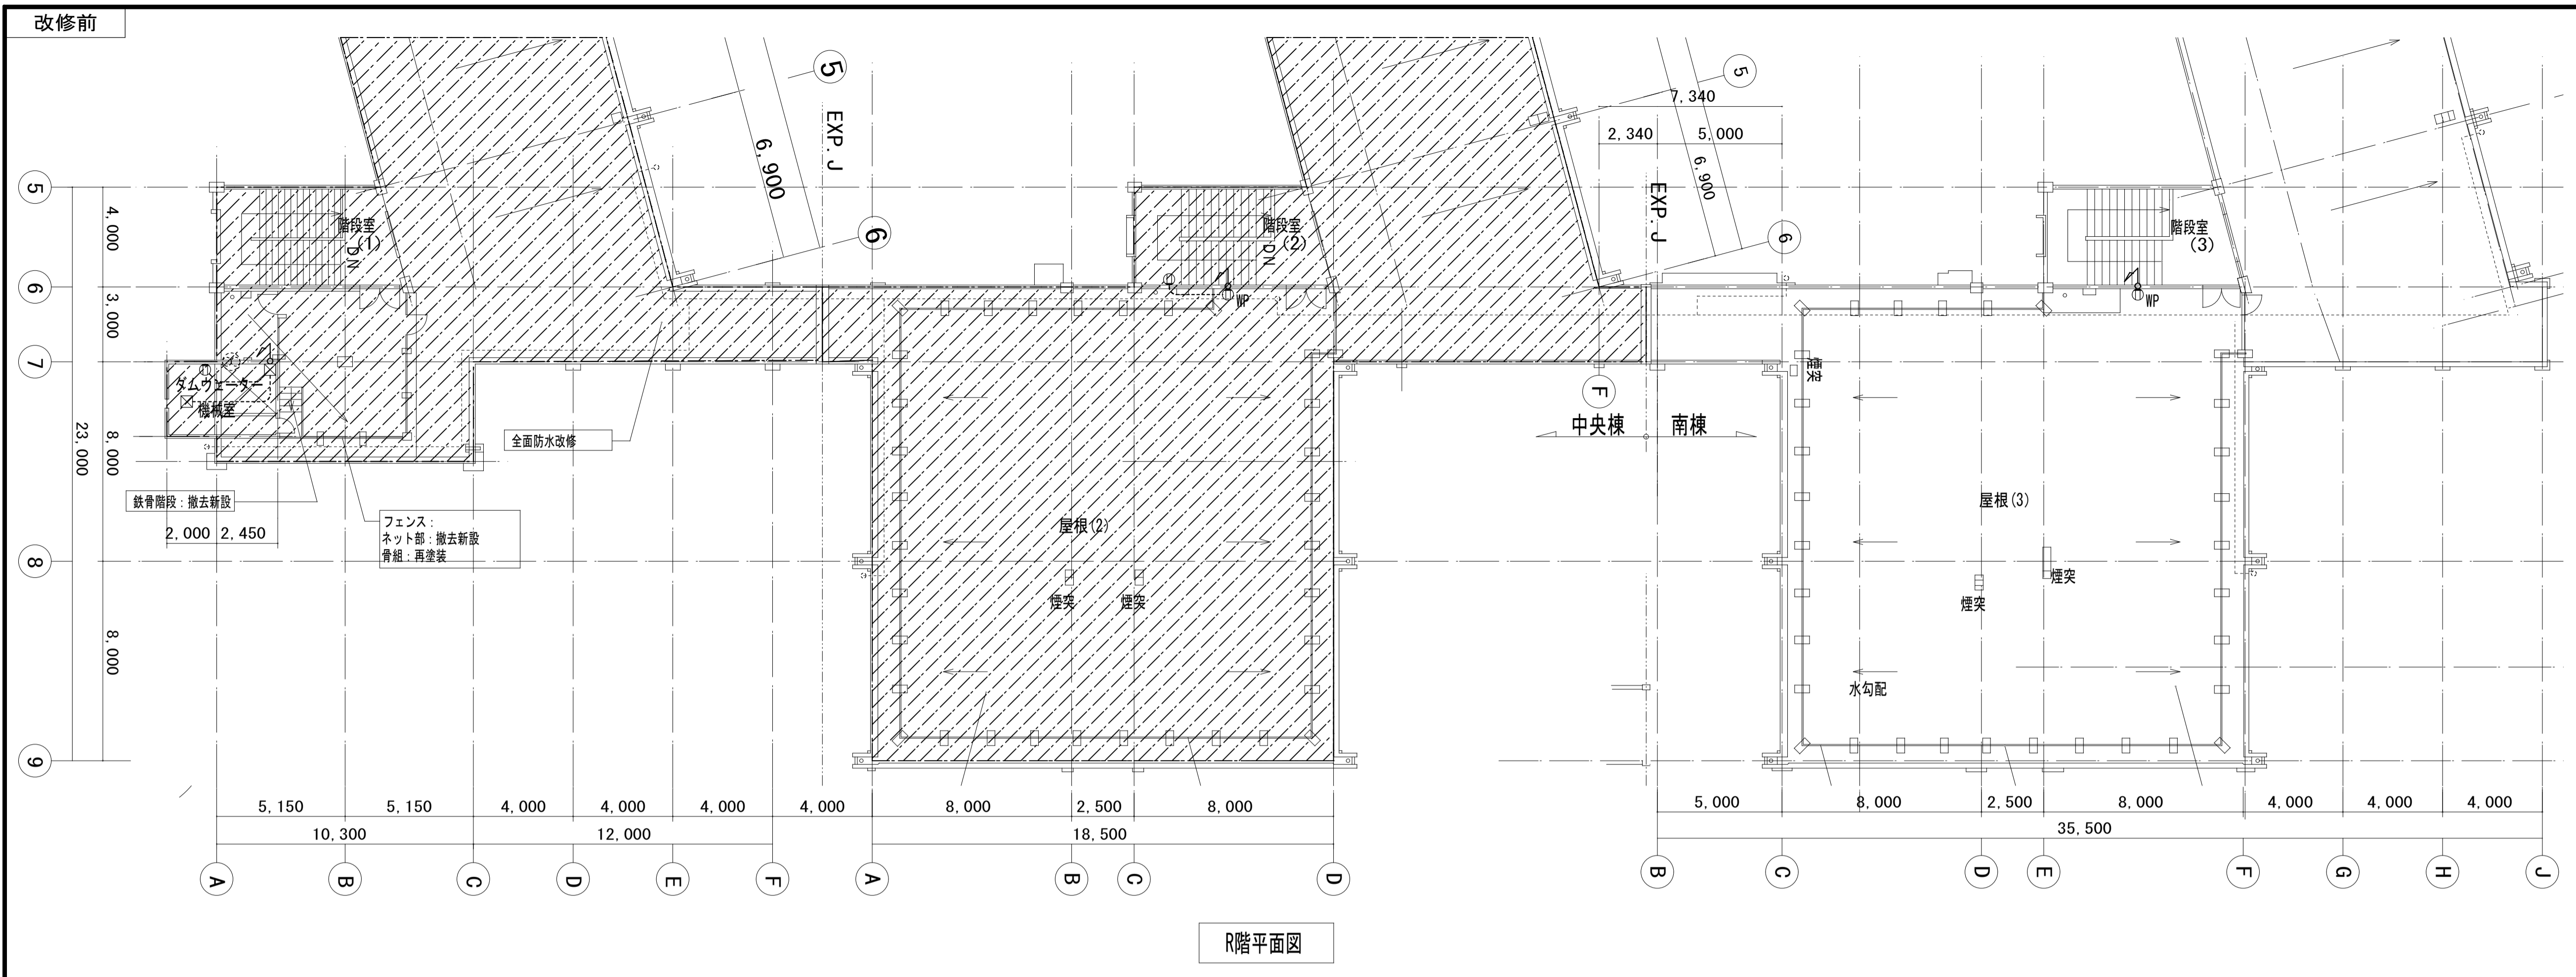 改修前
5
EXP. J
6,900
6
5
7,340
2,340
5,000
6,900
EXP. J
6
5
6
7
8
9
4,000
3,000
8,000
8,000
23,000
階段室
(1)
DN
階段室
(2)
DN
WP
階段室
(3)
WP
ダムウェーター
機械室
全面防水改修
鉄骨階段：撤去新設
2,000
2,450
フェンス：
ネット部：撤去新設
骨組：再塗装
屋根(2)
煙突
煙突
F
中央棟
南棟
煙突
屋根(3)
煙突
煙突
水勾配
5,150
5,150
4,000
4,000
4,000
4,000
8,000
2,500
8,000
5,000
8,000
2,500
8,000
4,000
4,000
4,000
10,300
12,000
18,500
35,500
A
B
C
D
E
F
A
B
C
D
B
C
D
E
F
G
H
J
R階平面図